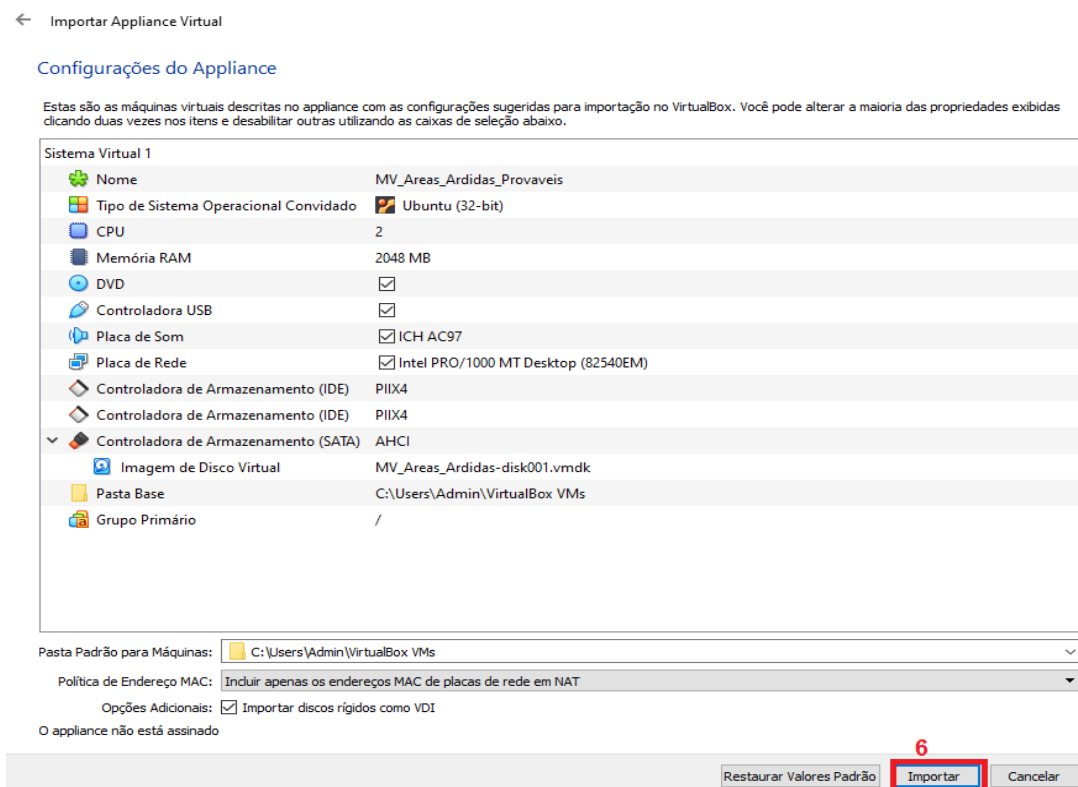 Importar Appliance Virtual
Configurações do Appliance
Estas são as máquinas virtuais descritas no appliance com as configurações sugeridas para importação no VirtualBox. Você pode alterar a maioria das propriedades exibidas
clicando duas vezes nos itens e desabilitar outras utilizando as caixas de seleção abaixo.
Sistema Virtual 1
Nome MV_Areas_Ardidas_Provaveis
Tipo de Sistema Operacional Convidado Ubuntu (32-bit)
CPU 2
Memória RAM 2048 MB
DVD
Controladora USB
Placa de Som ICH AC97
Placa de Rede Intel PRO/1000 MT Desktop (82540EM)
Controladora de Armazenamento (IDE) PIIX4
Controladora de Armazenamento (IDE) PIIX4
Controladora de Armazenamento (SATA) AHCI
Imagem de Disco Virtual MV_Areas_Ardidas-disk001.vmdk
Pasta Base C:\Users\Admin\VirtualBox VMs
Grupo Primário /
Pasta Padrão para Máquinas: C:\Users\Admin\VirtualBox VMs
Política de Endereço MAC: Incluir apenas os endereços MAC de placas de rede em NAT
Opções Adicionais: Importar discos rígidos como VDI
O appliance não está assinado
6
Restaurar Valores Padrão Importar Cancelar